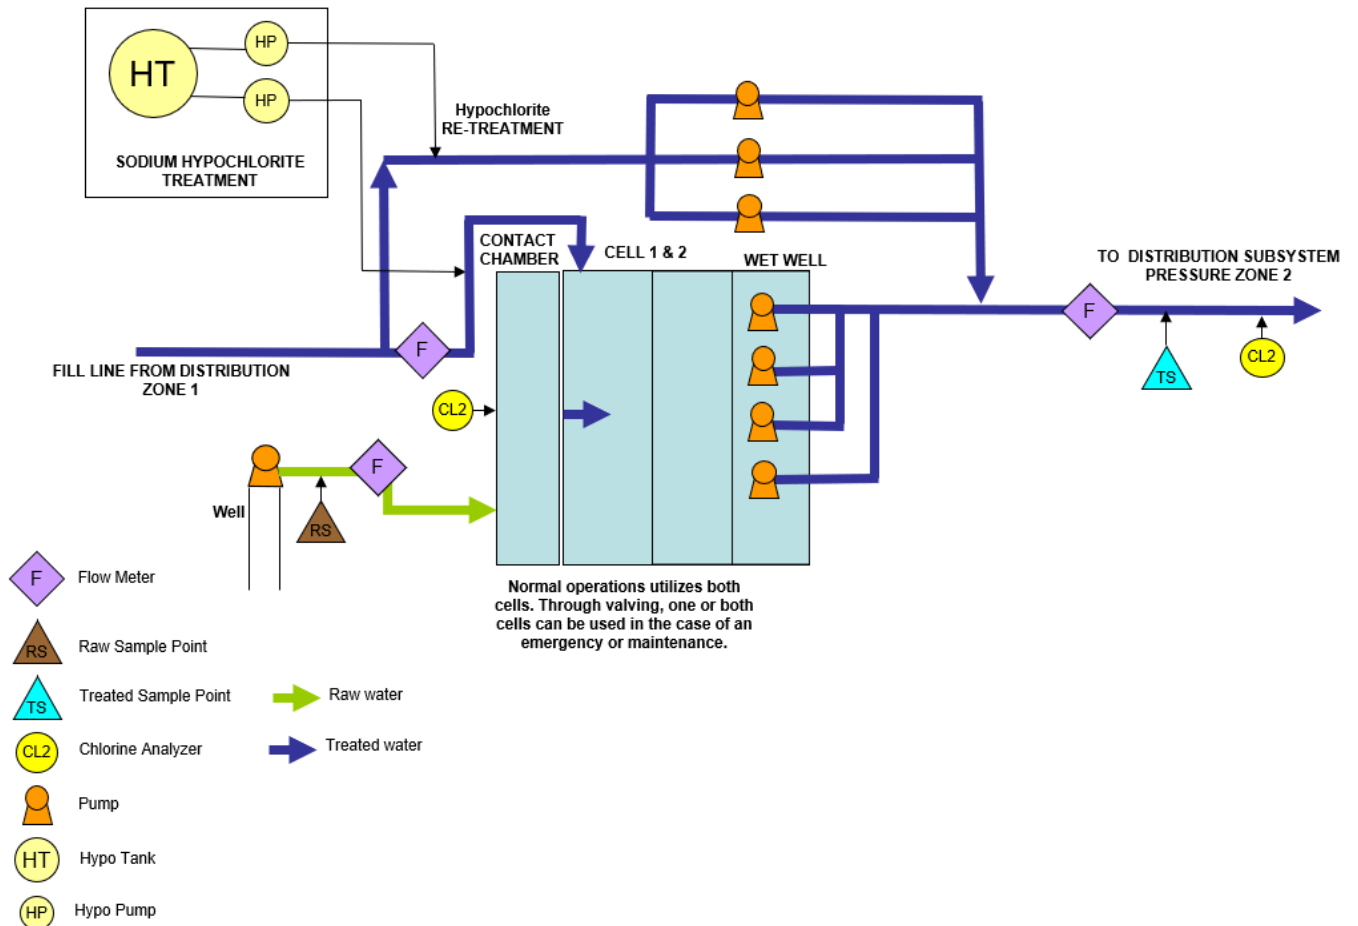 HT
HP
HP
SODIUM HYPOCHLORITE
TREATMENT
Hypochlorite
RE-TREATMENT
CONTACT
CHAMBER
CELL 1 & 2
WET WELL
TO DISTRIBUTION SUBSYSTEM
PRESSURE ZONE 2
F
TS
CL2
F
FILL LINE FROM DISTRIBUTION
ZONE 1
CL2
F
Well
RS
Normal operations utilizes both
cells. Through valving, one or both
cells can be used in the case of an
emergency or maintenance.
F
Flow Meter
RS
Raw Sample Point
TS
Treated Sample Point
Raw water
CL2
Chlorine Analyzer
Treated water
Pump
HT
Hypo Tank
HP
Hypo Pump